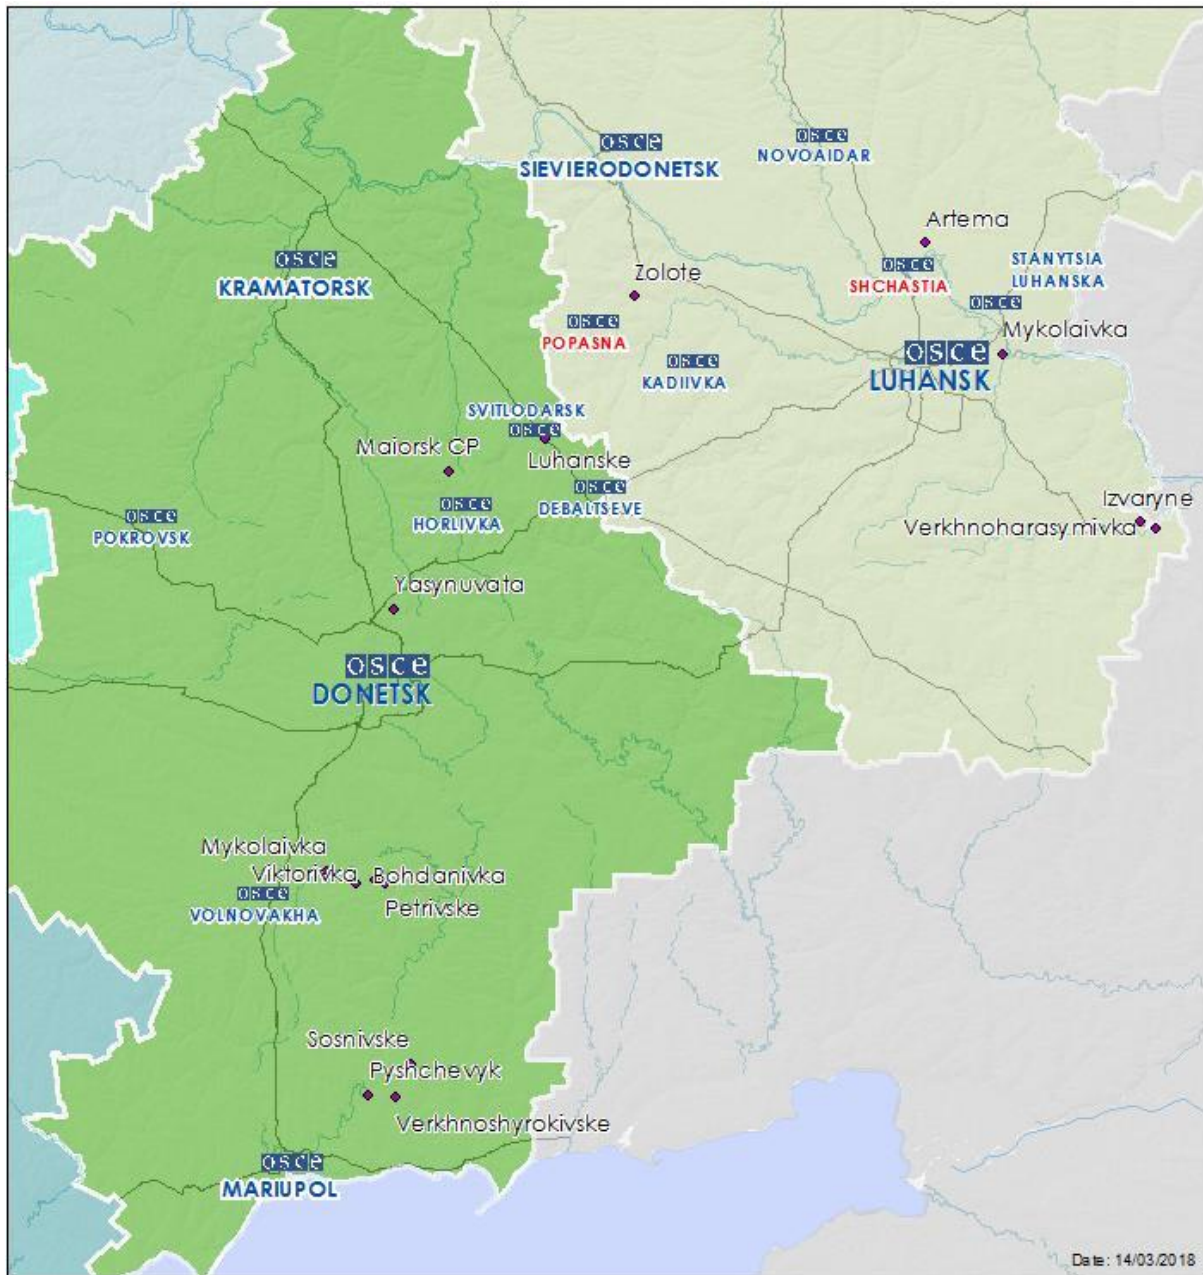 osce
SIEVIERODONETSK
osce
NOVOAIDAR
Artema
osce
KRAMATORSK
Zolote
osce
SHCHASTIA
STANYTSIA
LUHANSKA
osce
osce
POPASNA
Mykolaivka
osce
LUHANSK
osce
KADIIVKA
SVITLODARSK
osce
Luhanske
Maiorsk CP
osce
HORLIVKA
osce
DEBALTSEVE
osce
POKROVSK
Izvaryne
Verkhnoharasymivka
Yasynuvata
osce
DONETSK
Mykolaivka
Viktorivka
Bohdanivka
Petrivske
osce
VOLNOVAKHA
Sosnivske
Pyshchevyk
Verkhnoshyrokivske
osce
MARIUPOL
Date: 14/03/2018